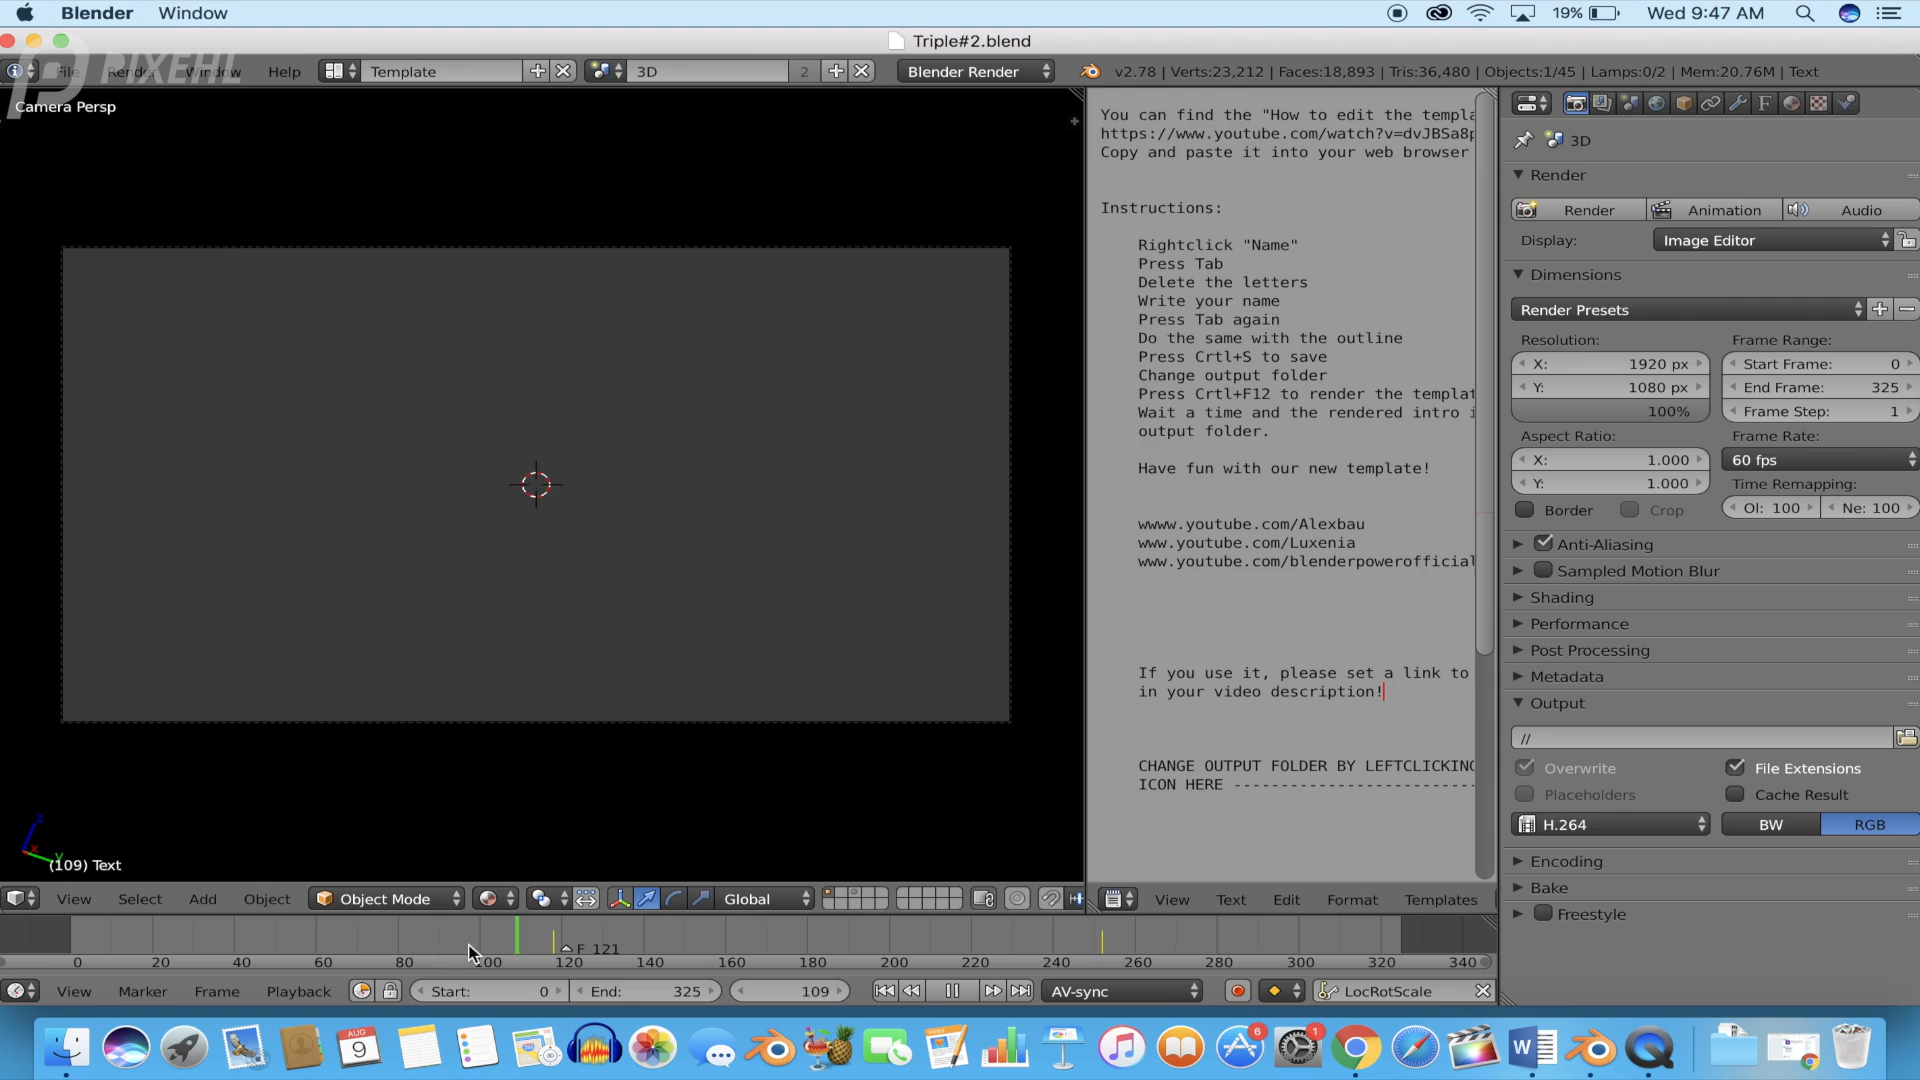 Blender Window 19% Wed 9:47 AM
Triple#2.blend
PIXEHL
File Render Window Help Template 3D 2 Blender Render v2.78 | Verts:23,212 | Faces:18,893 | Tris:36,480 | Objects:1/45 | Lamps:0/2 | Mem:20.76M | Text
Camera Persp
You can find the "How to edit the templa
https://www.youtube.com/watch?v=dvJBSa8p
Copy and paste it into your web browser
Instructions:
Rightclick "Name"
Press Tab
Delete the letters
Write your name
Press Tab again
Do the same with the outline
Press Crtl+S to save
Change output folder
Press Crtl+F12 to render the templat
Wait a time and the rendered intro i
output folder.
Have fun with our new template!
wwww.youtube.com/Alexbau
www.youtube.com/Luxenia
www.youtube.com/blenderpowerofficial
If you use it, please set a link to
in your video description!
CHANGE OUTPUT FOLDER BY LEFTCLICKING
ICON HERE -------------------------
3D
Render
Render Animation Audio
Display: Image Editor
Dimensions
Render Presets
Resolution: Frame Range:
X: 1920 px Start Frame: 0
Y: 1080 px End Frame: 325
100% Frame Step: 1
Aspect Ratio: Frame Rate:
X: 1.000 60 fps
Y: 1.000 Time Remapping:
Border Crop Ol: 100 Ne: 100
Anti-Aliasing
Sampled Motion Blur
Shading
Performance
Post Processing
Metadata
Output
//
Overwrite File Extensions
Placeholders Cache Result
H.264 BW RGB
Encoding
Bake
Freestyle
z
x y
(109) Text
View Select Add Object Object Mode Global View Text Edit Format Templates
F_121
0 20 40 60 80 100 120 140 160 180 200 220 240 260 280 300 320 340
View Marker Frame Playback Start: 0 End: 325 109 AV-sync LocRotScale
AUG
9
6
1
W